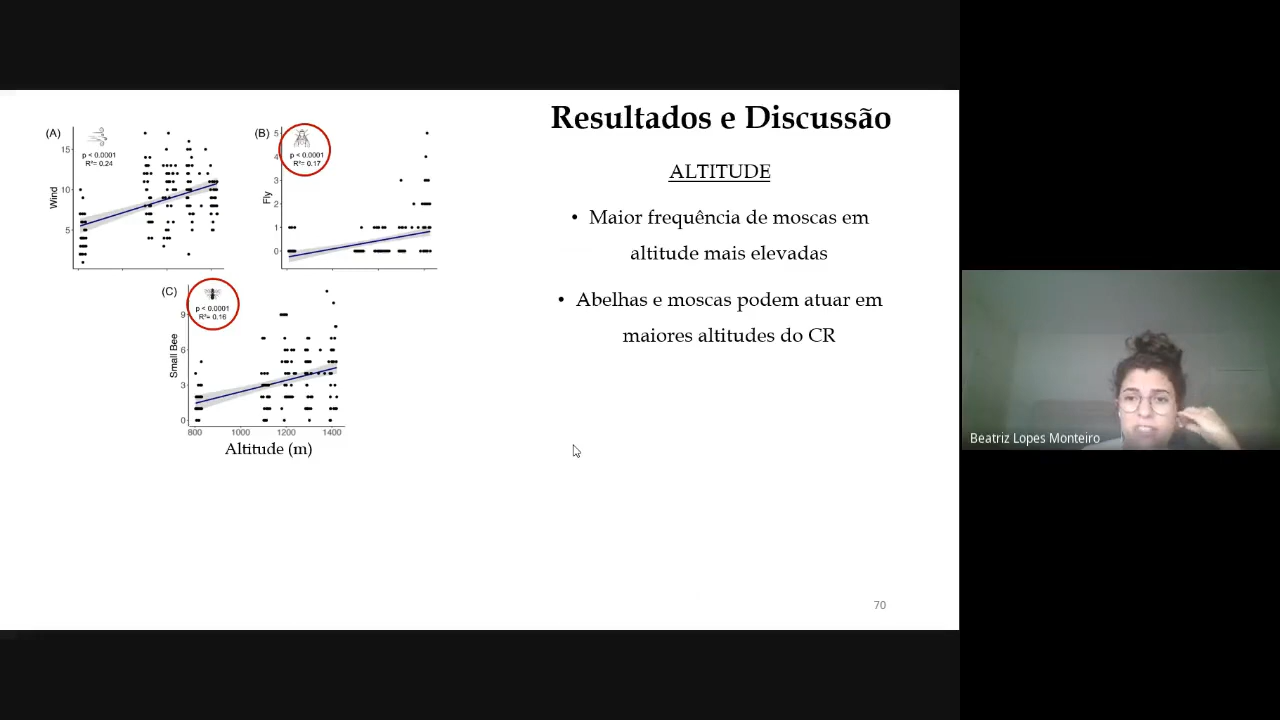 Resultados e Discussão
ALTITUDE
• Maior frequência de moscas em
altitude mais elevadas
• Abelhas e moscas podem atuar em
maiores altitudes do CR
(A)
p < 0.0001
R²= 0.24
Wind
15
10
5
(B)
p < 0.0001
R²= 0.17
Fly
5
4
3
2
1
0
(C)
p < 0.0001
R²= 0.16
Small Bee
9
6
3
0
800 1000 1200 1400
Altitude (m)
70
Beatriz Lopes Monteiro